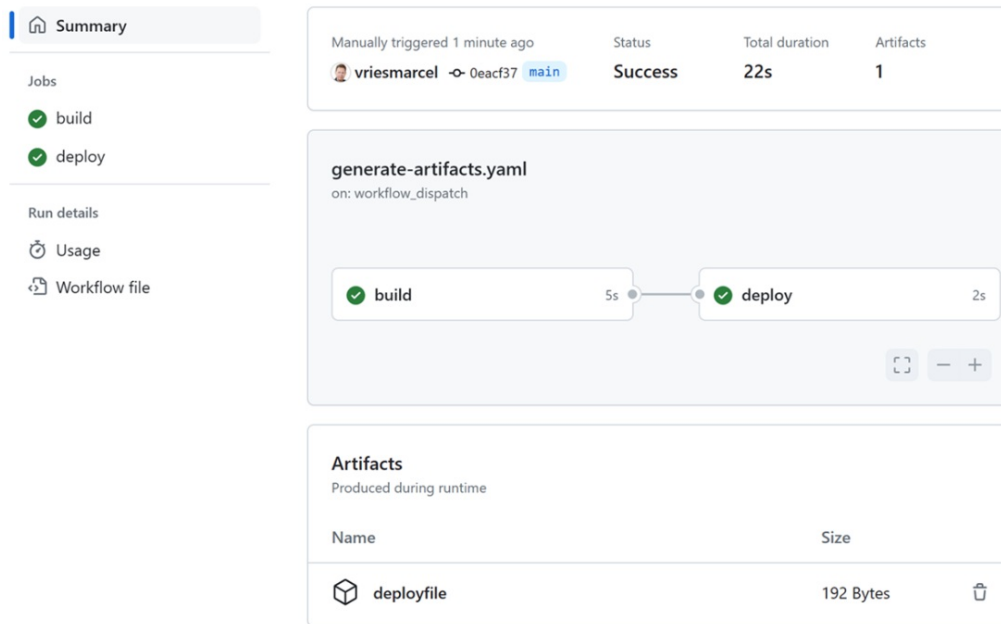 Summary
Jobs
build
deploy
Run details
Usage
Workflow file
Manually triggered 1 minute ago
vriesmarcel 0eacf37 main
Status
Success
Total duration
22s
Artifacts
1
generate-artifacts.yaml
on: workflow_dispatch
build 5s
deploy 2s
Artifacts
Produced during runtime
Name Size
deployfile 192 Bytes